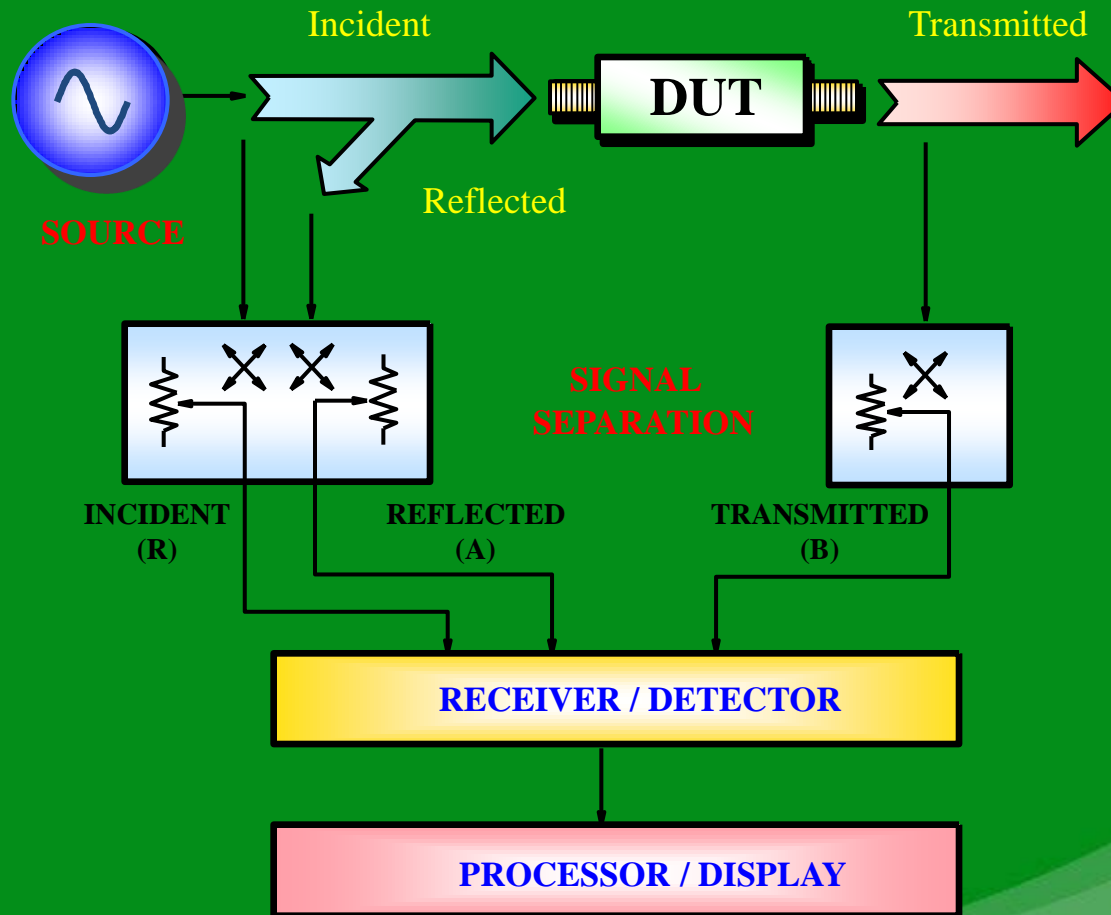 Incident
Transmitted
DUT
Reflected
SOURCE
SIGNAL
SEPARATION
INCIDENT
(R)
REFLECTED
(A)
TRANSMITTED
(B)
RECEIVER / DETECTOR
PROCESSOR / DISPLAY